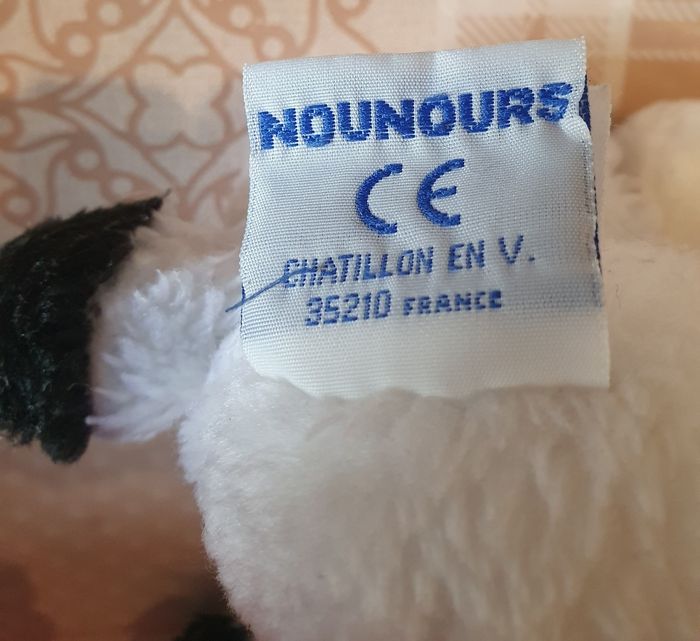 NOUNOURS
CE
CHATILLON EN V.
35210 FRANCE